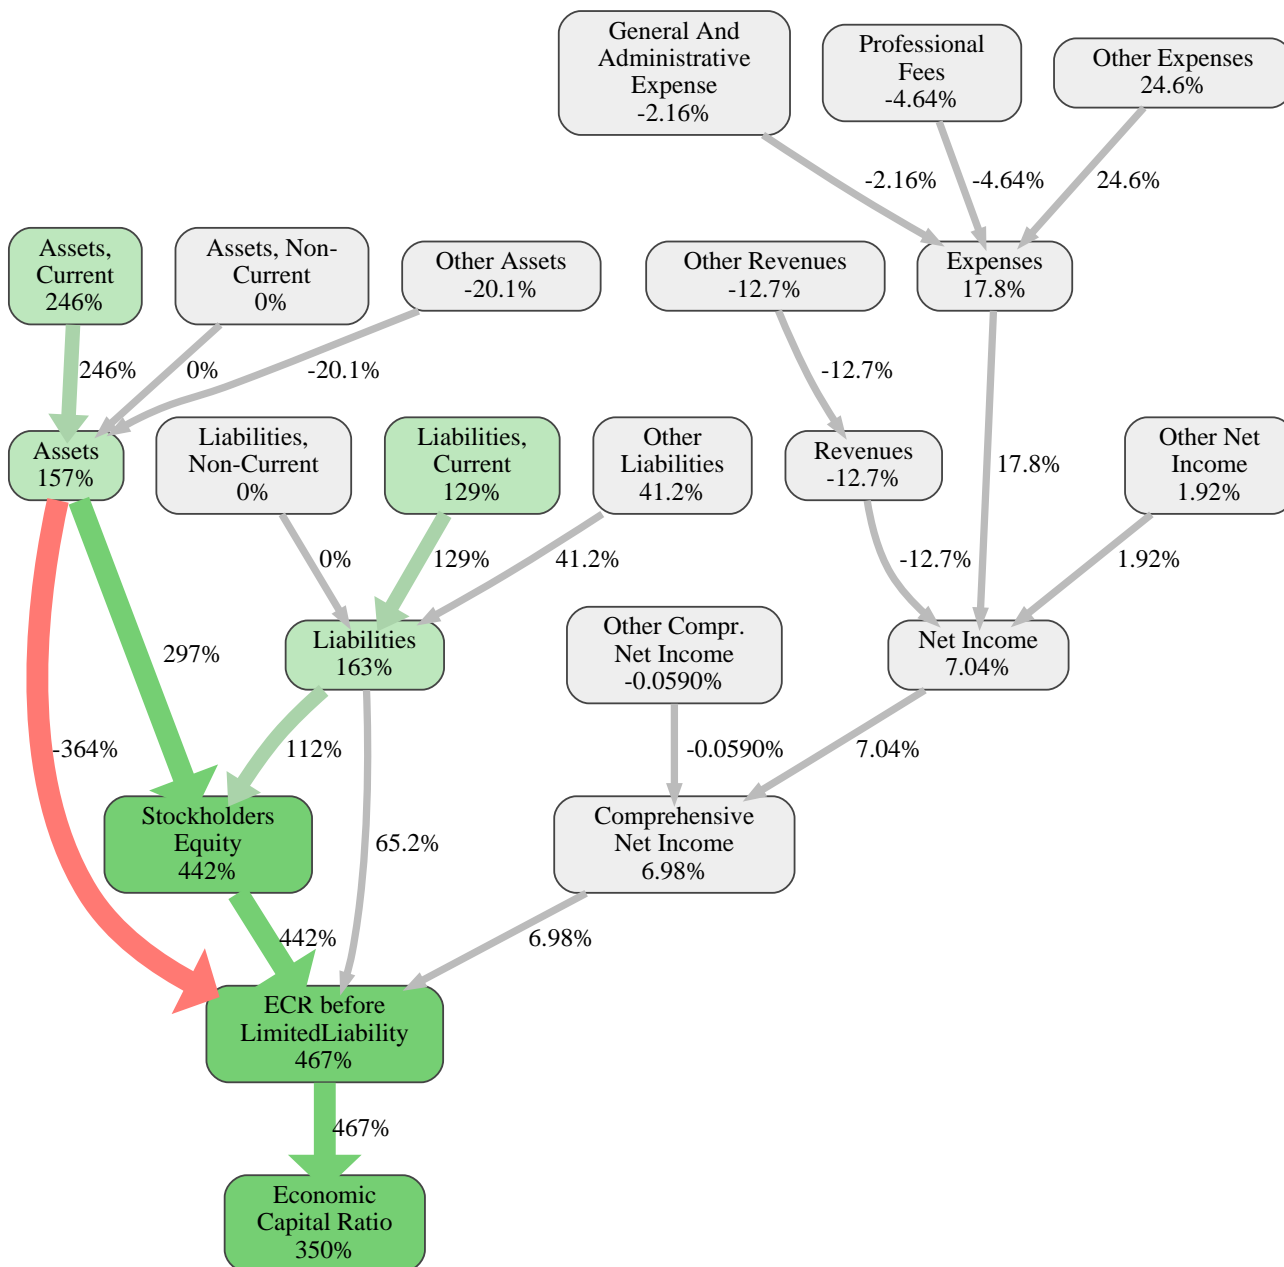 General And
Administrative
Expense
-2.16%
Professional
Fees
-4.64%
Other Expenses
24.6%
-2.16%
-4.64%
24.6%
Assets,
Current
246%
Assets, Non-
Current
0%
Other Assets
-20.1%
Other Revenues
-12.7%
Expenses
17.8%
246%
0%
-20.1%
-12.7%
Assets
157%
Liabilities,
Non-Current
0%
Liabilities,
Current
129%
Other
Liabilities
41.2%
Revenues
-12.7%
17.8%
Other Net
Income
1.92%
0%
129%
41.2%
-12.7%
1.92%
297%
Liabilities
163%
Other Compr.
Net Income
-0.0590%
Net Income
7.04%
-364%
112%
-0.0590%
7.04%
Stockholders
Equity
442%
65.2%
Comprehensive
Net Income
6.98%
442%
6.98%
ECR before
LimitedLiability
467%
467%
Economic
Capital Ratio
350%